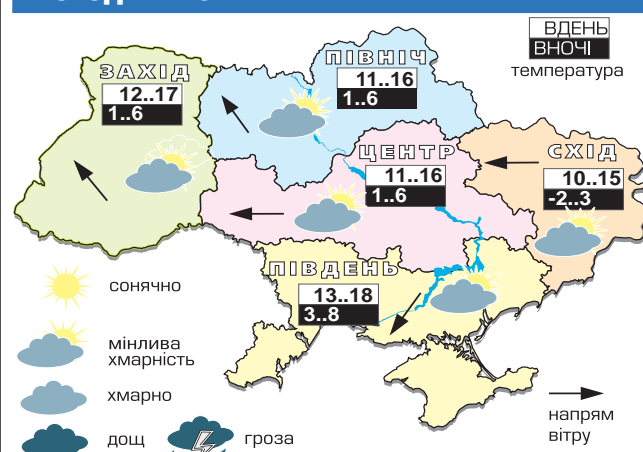 ВДЕНЬ
ВНОЧІ
температура
ЗАХІД
12..17
1..6
ПІВНІЧ
11..16
1..6
ЦЕНТР
11..16
1..6
СХІД
10..15
-2..3
ПІВДЕНЬ
13..18
3..8
сонячно
мінлива
хмарність
хмарно
дощ
гроза
напрям
вітру